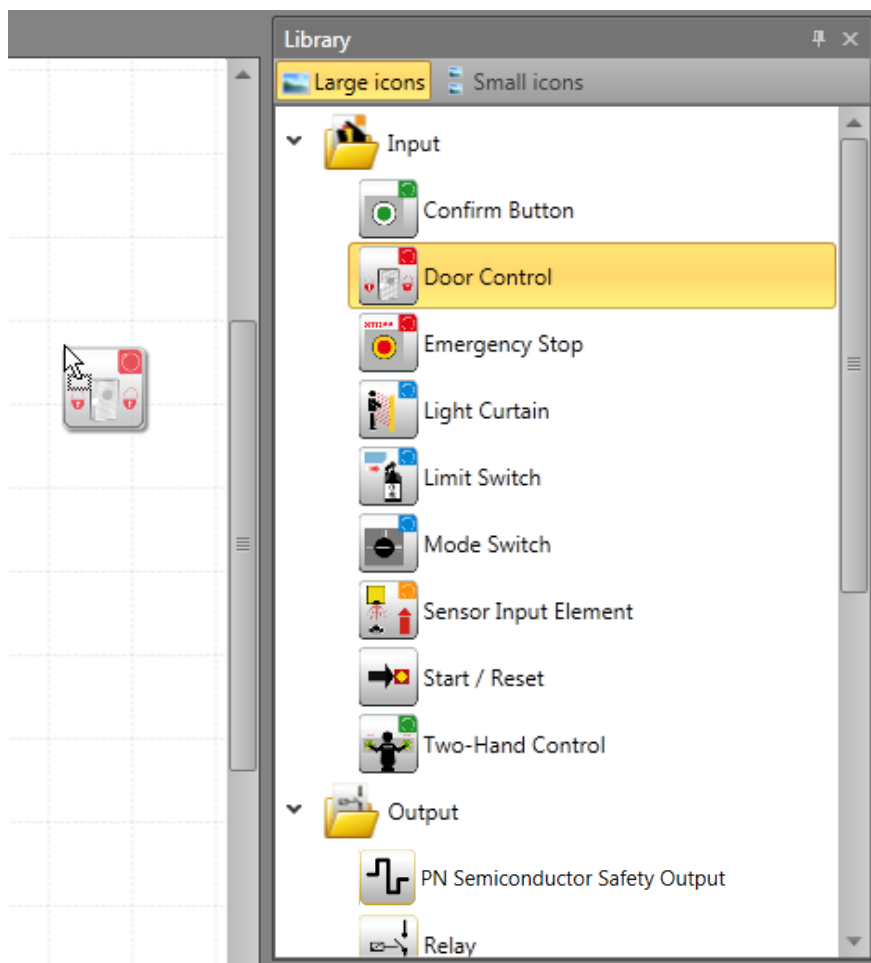 Library
Large icons Small icons
Input
Confirm Button
Door Control
Emergency Stop
Light Curtain
Limit Switch
Mode Switch
Sensor Input Element
Start / Reset
Two-Hand Control
Output
PN Semiconductor Safety Output
Relay